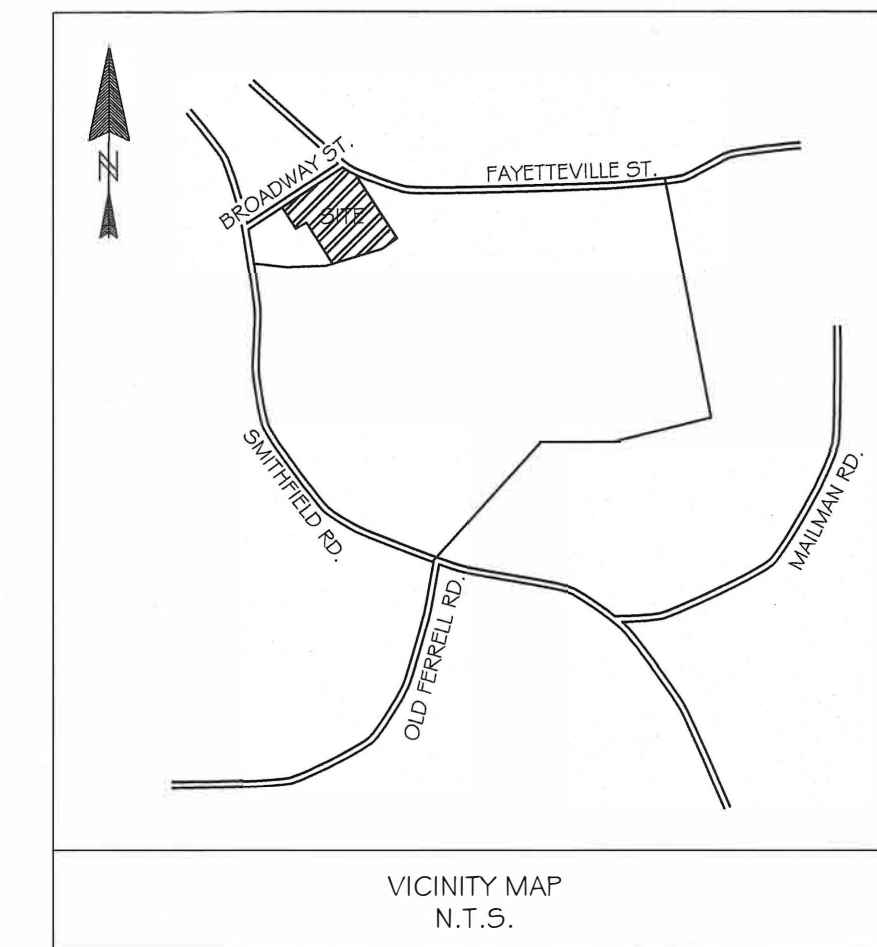 N
BROADWAY ST.
FAYETTEVILLE ST.
SITE
SMITHFIELD RD.
MAILMAN RD.
OLD FERRELL RD.
VICINITY MAP
N.T.S.